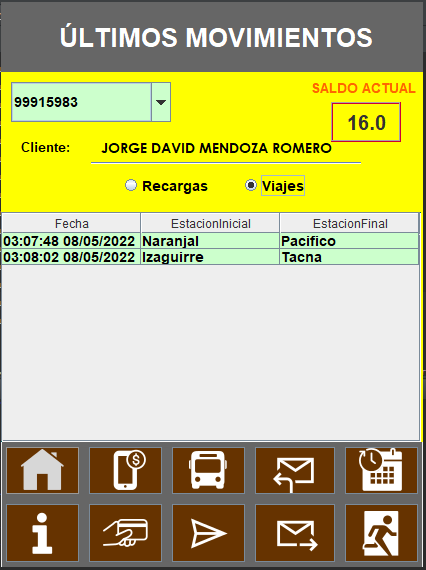 ÚLTIMOS MOVIMIENTOS
SALDO ACTUAL
99915983
16.0
Cliente: JORGE DAVID MENDOZA ROMERO
Recargas Viajes
Fecha EstacionInicial EstacionFinal
03:07:48 08/05/2022 Naranjal Pacifico
03:08:02 08/05/2022 Izaguirre Tacna
$